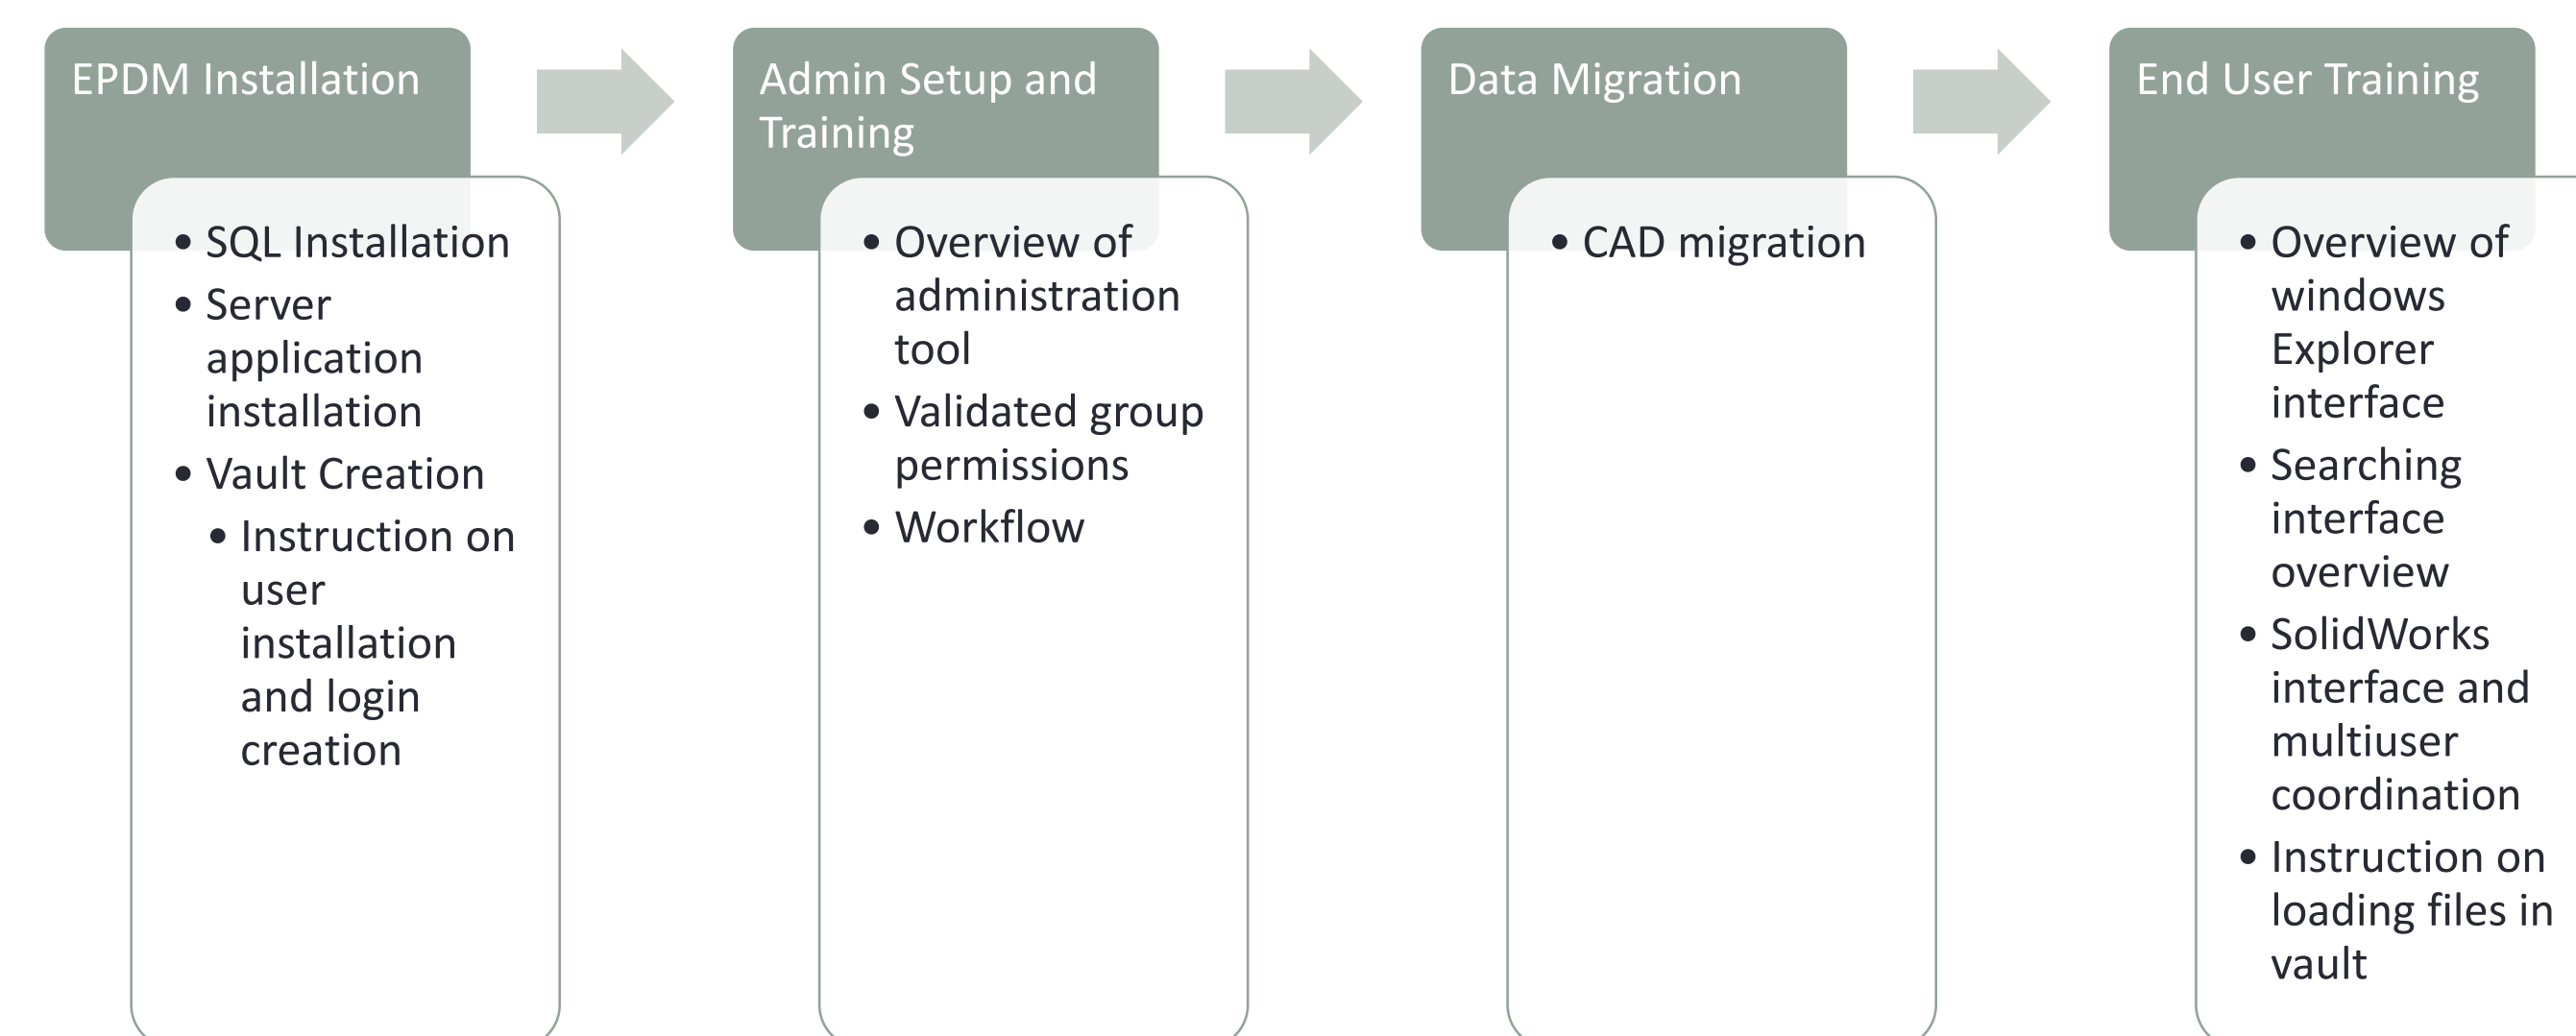 EPDM Installation
• SQL Installation
• Server
application
installation
• Vault Creation
• Instruction on
user
installation
and login
creation
Admin Setup and
Training
• Overview of
administration
tool
• Validated group
permissions
• Workflow
Data Migration
• CAD migration
End User Training
• Overview of
windows
Explorer
interface
• Searching
interface
overview
• SolidWorks
interface and
multiuser
coordination
• Instruction on
loading files in
vault